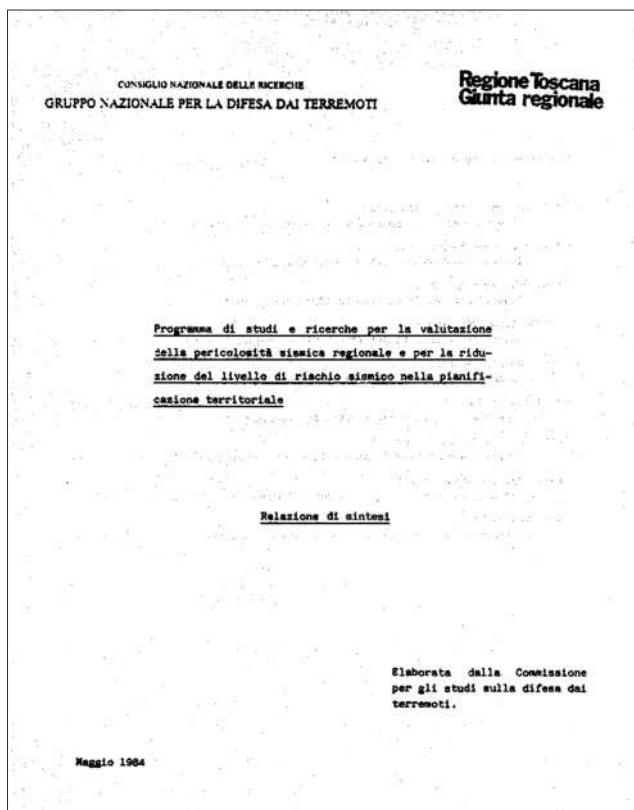 CONSIGLIO NAZIONALE DELLE RICERCHE
GRUPPO NAZIONALE PER LA DIFESA DAI TERREMOTI
Regione Toscana
Giunta regionale
Programma di studi e ricerche per la valutazione
della pericolosità sismica regionale e per la ridu-
zione del livello di rischio sismico nella pianifi-
cazione territoriale
Relazione di sintesi
Elaborata dalla Commissione
per gli studi sulla difesa dai
terremoti.
Maggio 1984